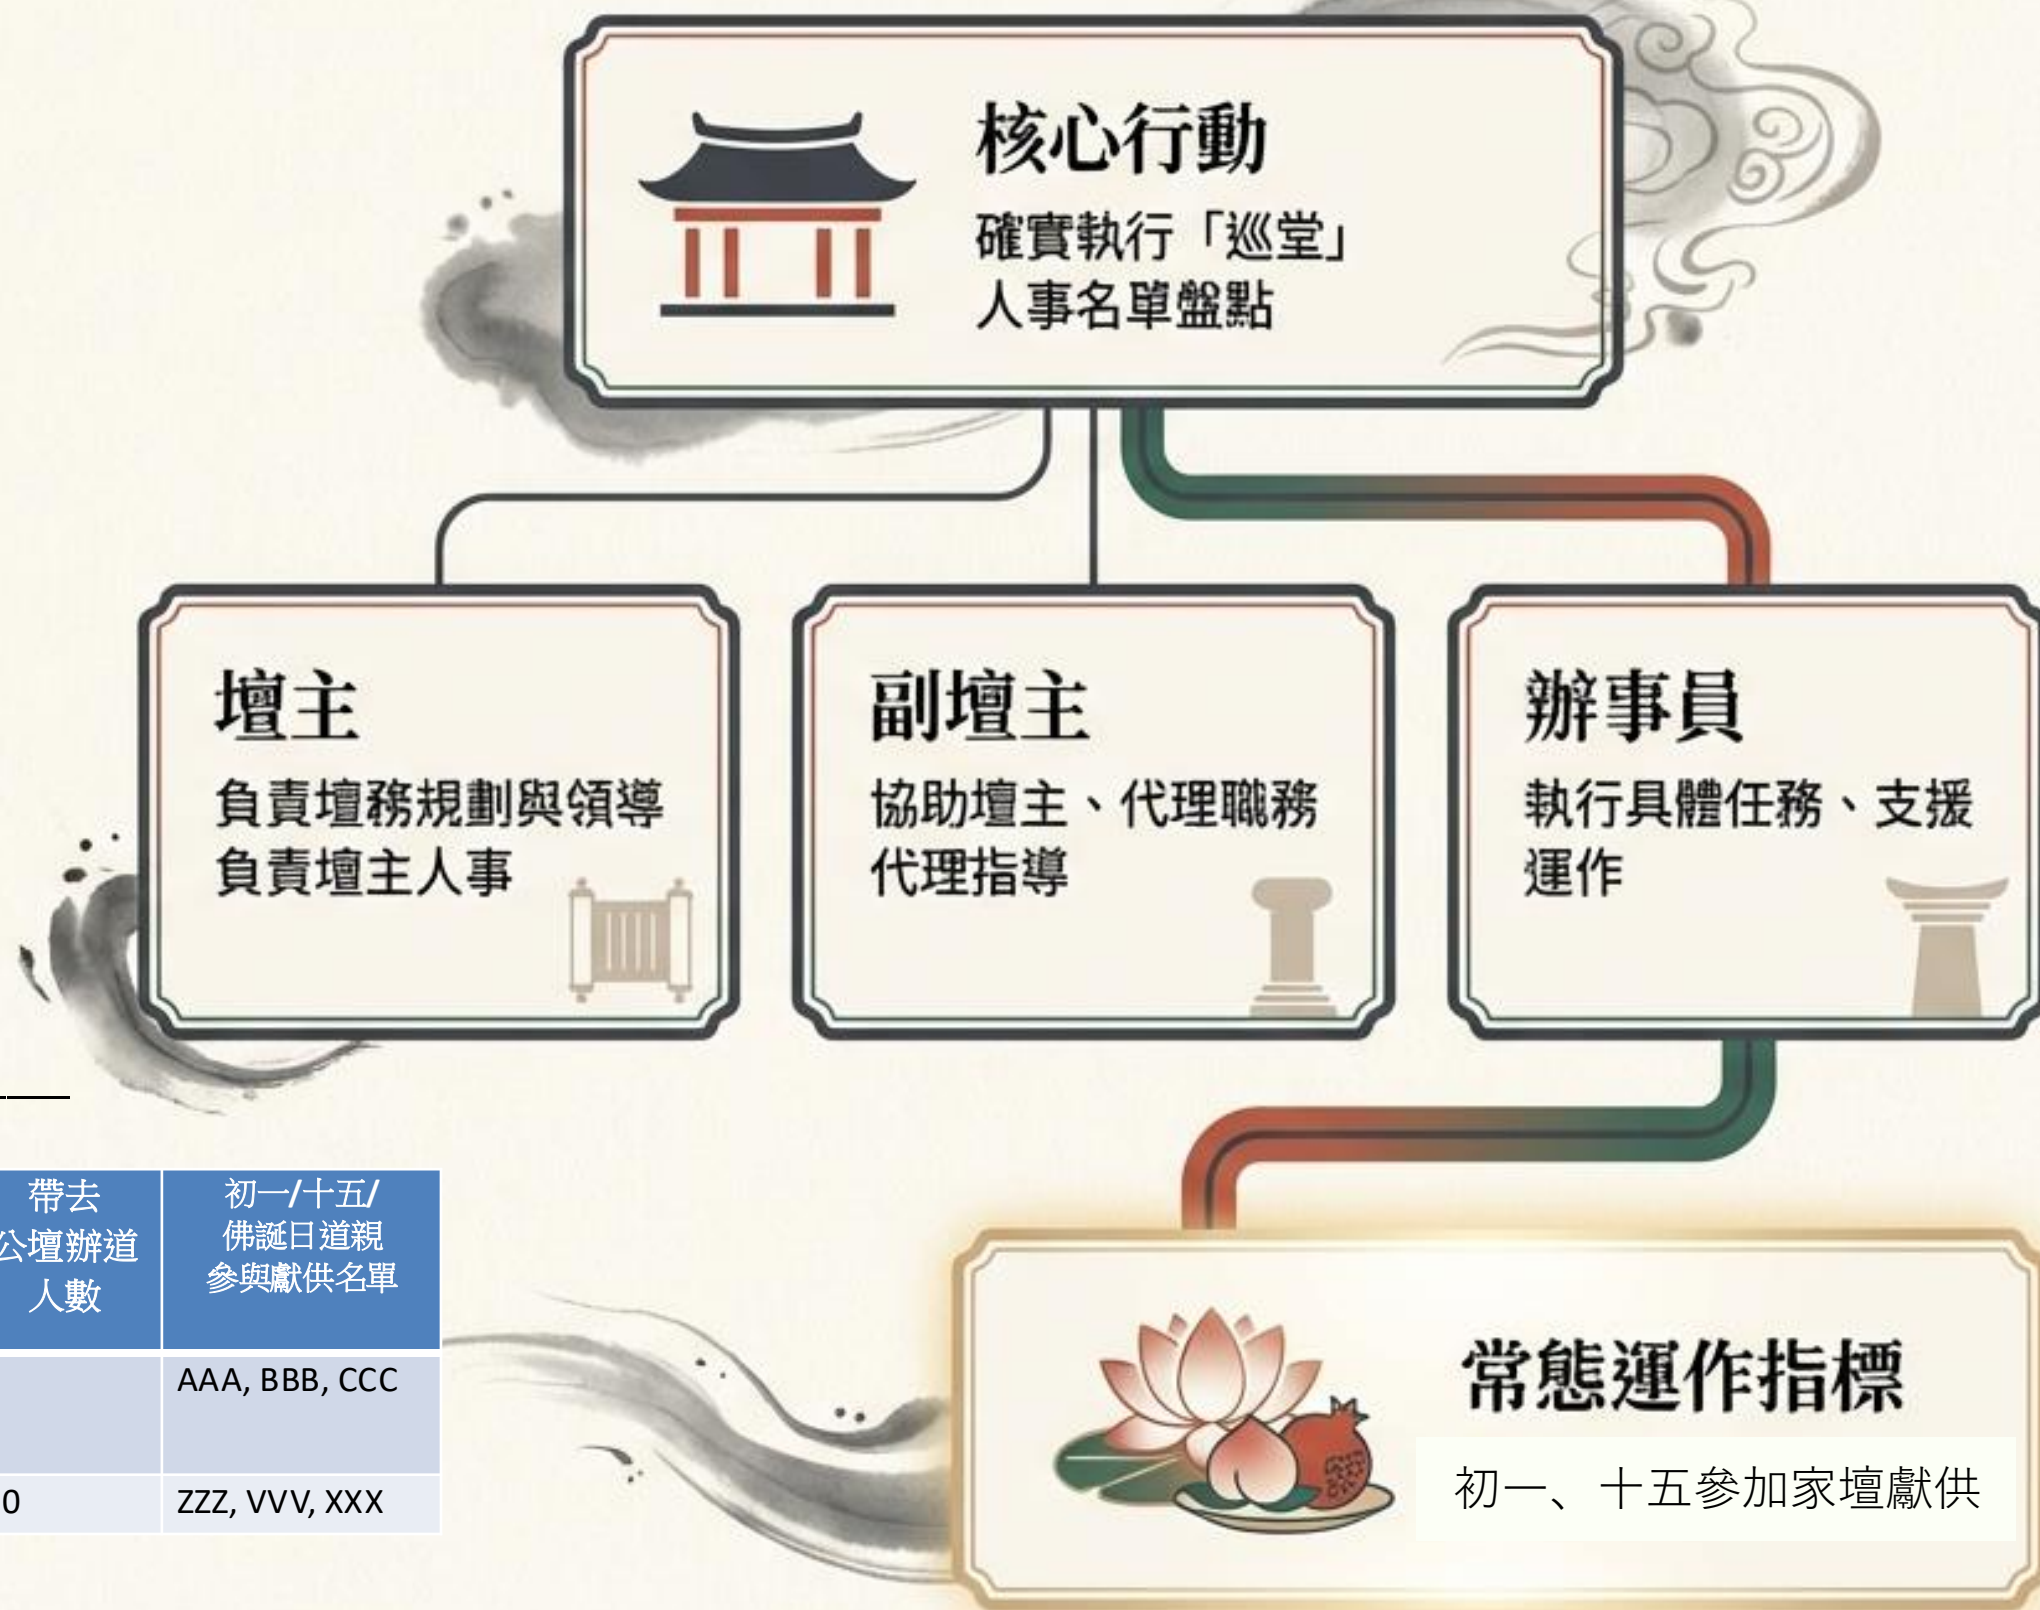 核心行動
確實執行「巡堂」
人事名單盤點
壇主
負責壇務規劃與領導
負責壇主人事
副壇主
協助壇主、代理職務
代理指導
辦事員
執行具體任務、支援
運作
帶去
公壇辦道
人數
初一/十五/
佛誕日道親
參與獻供名單
AAA, BBB, CCC
0
ZZZ, VVV, XXX
常態運作指標
初一、十五參加家壇獻供